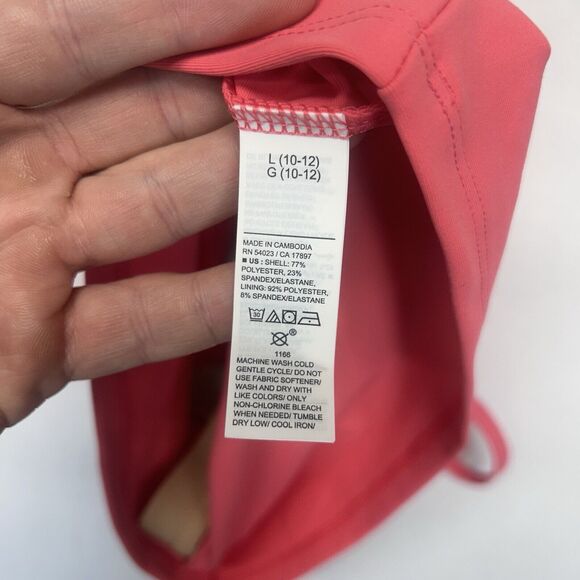 L (10-12)
G (10-12)
MADE IN CAMBODIA
RN 54023 / CA 17897
■ US : SHELL: 77%
POLYESTER, 23%
SPANDEX/ELASTANE,
LINING: 92% POLYESTER,
8% SPANDEX/ELASTANE
30
®
1166
MACHINE WASH COLD
GENTLE CYCLE/ DO NOT
USE FABRIC SOFTENER/
WASH AND DRY WITH
LIKE COLORS/ ONLY
NON-CHLORINE BLEACH
WHEN NEEDED/ TUMBLE
DRY LOW/ COOL IRON/